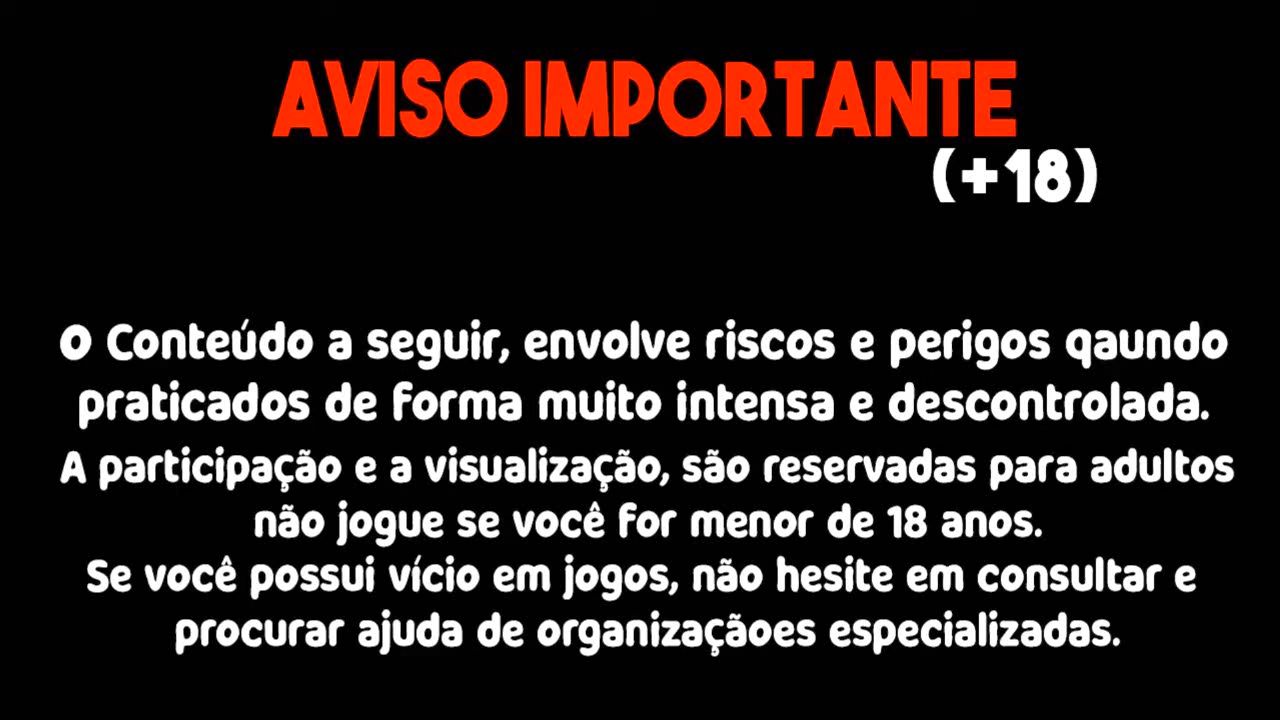 AVISO IMPORTANTE
(+18)
O Conteúdo a seguir, envolve riscos e perigos qaundo
praticados de forma muito intensa e descontrolada.
A participação e a visualização, são reservadas para adultos
não jogue se você for menor de 18 anos.
Se você possui vício em jogos, não hesite em consultar e
procurar ajuda de organizaçãoes especializadas.